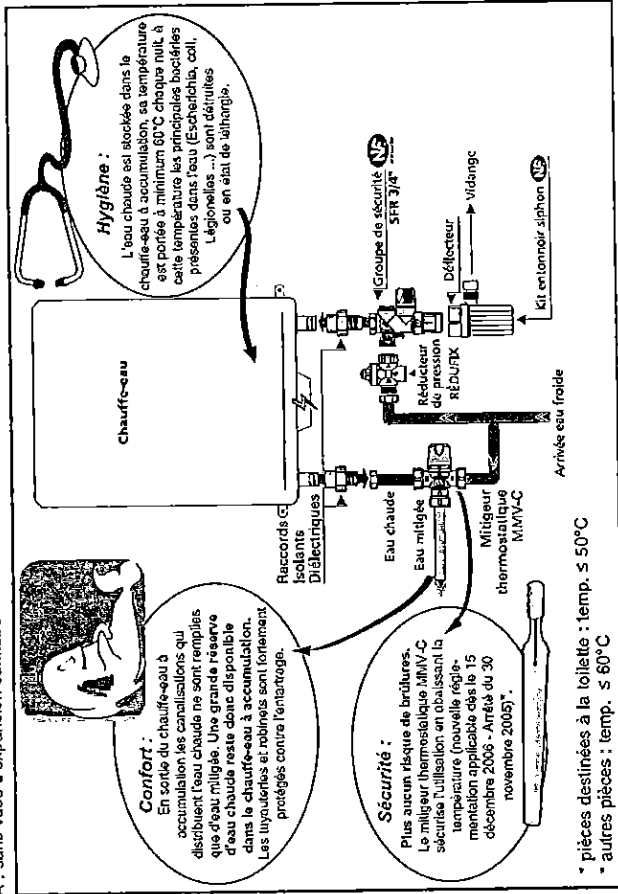 Hygiène :
L'eau chaude est stockée dans le
chauffe-eau à accumulation, sa température
est portée à minimum 60°C chaque nuit, à
cette température les principales bactéries
présentes dans l'eau (Escherichia, coli,
Légionelles ...) sont détruites
ou en état de léthargie.
Chauffe-eau
Confort :
En sortie du chauffe-eau à
accumulation les canalisations qui
distribuent l'eau chaude ne sont remplies
que d'eau mitigée. Une grande réserve
d'eau chaude reste donc disponible
dans le chauffe-eau à accumulation.
Les tuyauteries et robinets sont fortement
protégés contre l'entartrage.
Raccords
Isolants
Diélectriques
Groupe de sécurité NF
SFR 3/4"
Eau chaude
Eau mitigée
Réducteur
de pression
RÉDUFIX
Déflecteur
Vidange
Mitigeur
thermostatique
MMV-C
Kit entonnoir siphon NF
Arrivée eau froide
Sécurité :
Plus aucun risque de brûlures.
Le mitigeur thermostatique MMV-C
sécurise l'utilisation en obéissant la
température (nouvelle régle-
mentation applicable dès le 15
décembre 2006 - Arrêté du 30
novembre 2005)*.
* pièces destinées à la toilette : temp. ≤ 50°C
* autres pièces : temp. ≤ 60°C